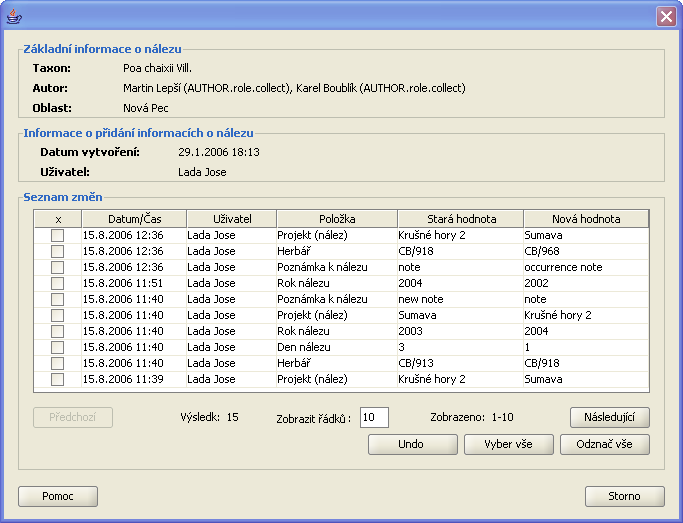 Základní informace o nálezu
Taxon: Poa chaixii Vill.
Autor: Martin Lepší (AUTHOR.role.collect), Karel Boublík (AUTHOR.role.collect)
Oblast: Nová Pec
Informace o přidání informacích o nálezu
Datum vytvoření: 29.1.2006 18:13
Uživatel: Lada Jose
Seznam změn
x Datum/Čas Uživatel Položka Stará hodnota Nová hodnota
15.8.2006 12:36 Lada Jose Projekt (nález) Krušné hory 2 Sumava
15.8.2006 12:36 Lada Jose Herbář CB/918 CB/968
15.8.2006 12:36 Lada Jose Poznámka k nálezu note occurrence note
15.8.2006 11:51 Lada Jose Rok nálezu 2004 2002
15.8.2006 11:40 Lada Jose Poznámka k nálezu new note note
15.8.2006 11:40 Lada Jose Projekt (nález) Sumava Krušné hory 2
15.8.2006 11:40 Lada Jose Rok nálezu 2003 2004
15.8.2006 11:40 Lada Jose Den nálezu 3 1
15.8.2006 11:40 Lada Jose Herbář CB/913 CB/918
15.8.2006 11:39 Lada Jose Projekt (nález) Krušné hory 2 Sumava
Předchozí Výsledk: 15 Zobrazit řádků: 10 Zobrazeno: 1-10 Následující
Undo Vyber vše Odznač vše
Pomoc Storno